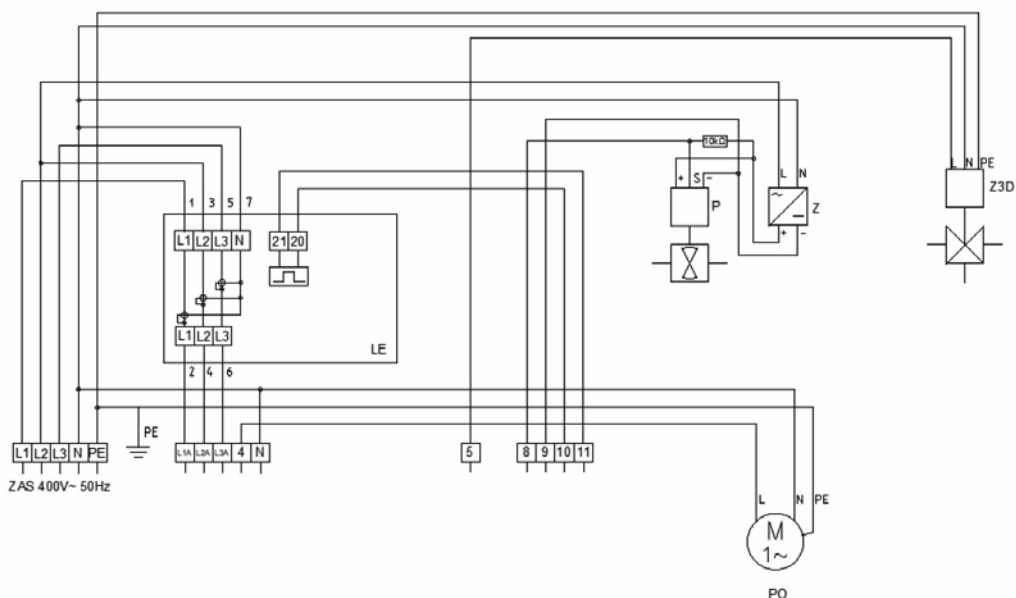 10kΩ
L N PE
L N
Z3D
+ S -
P
~
Z
+ -
1 3 5 7
L1 L2 L3 N
21 20
L1 L2 L3
LE
2 4 6
PE
L1 L2 L3 N PE
L1A L2A L3A 4 N
5
8 9 10 11
ZAS 400V~ 50Hz
L N PE
M
1~
PO